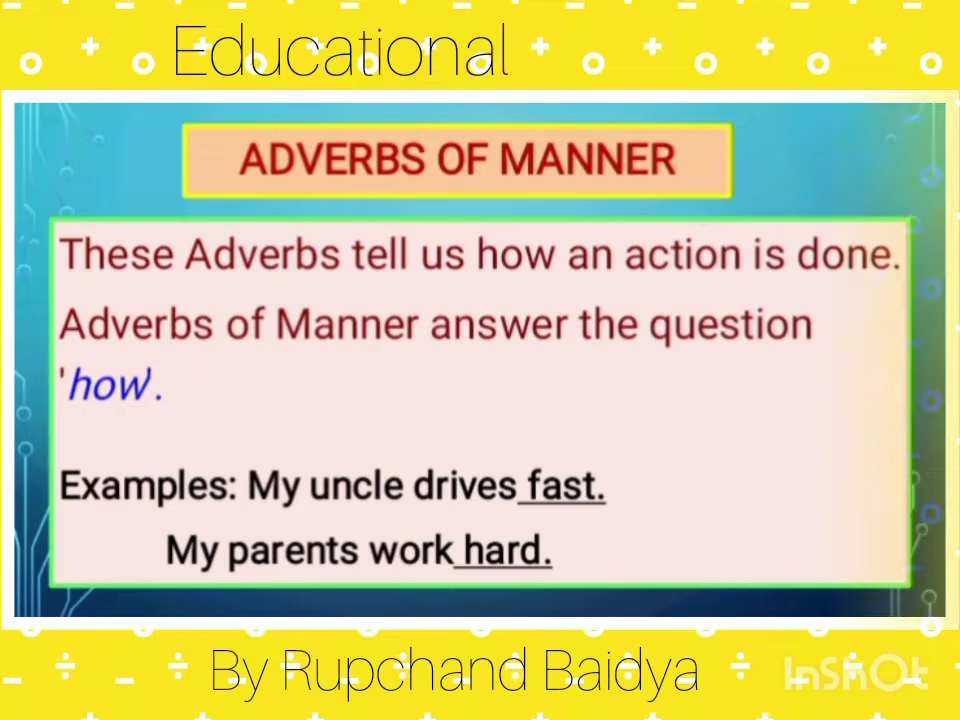 Educational
ADVERBS OF MANNER
These Adverbs tell us how an action is done.
Adverbs of Manner answer the question
'how'.
Examples: My uncle drives fast.
My parents work hard.
By Rupchand Baidya
InShOt